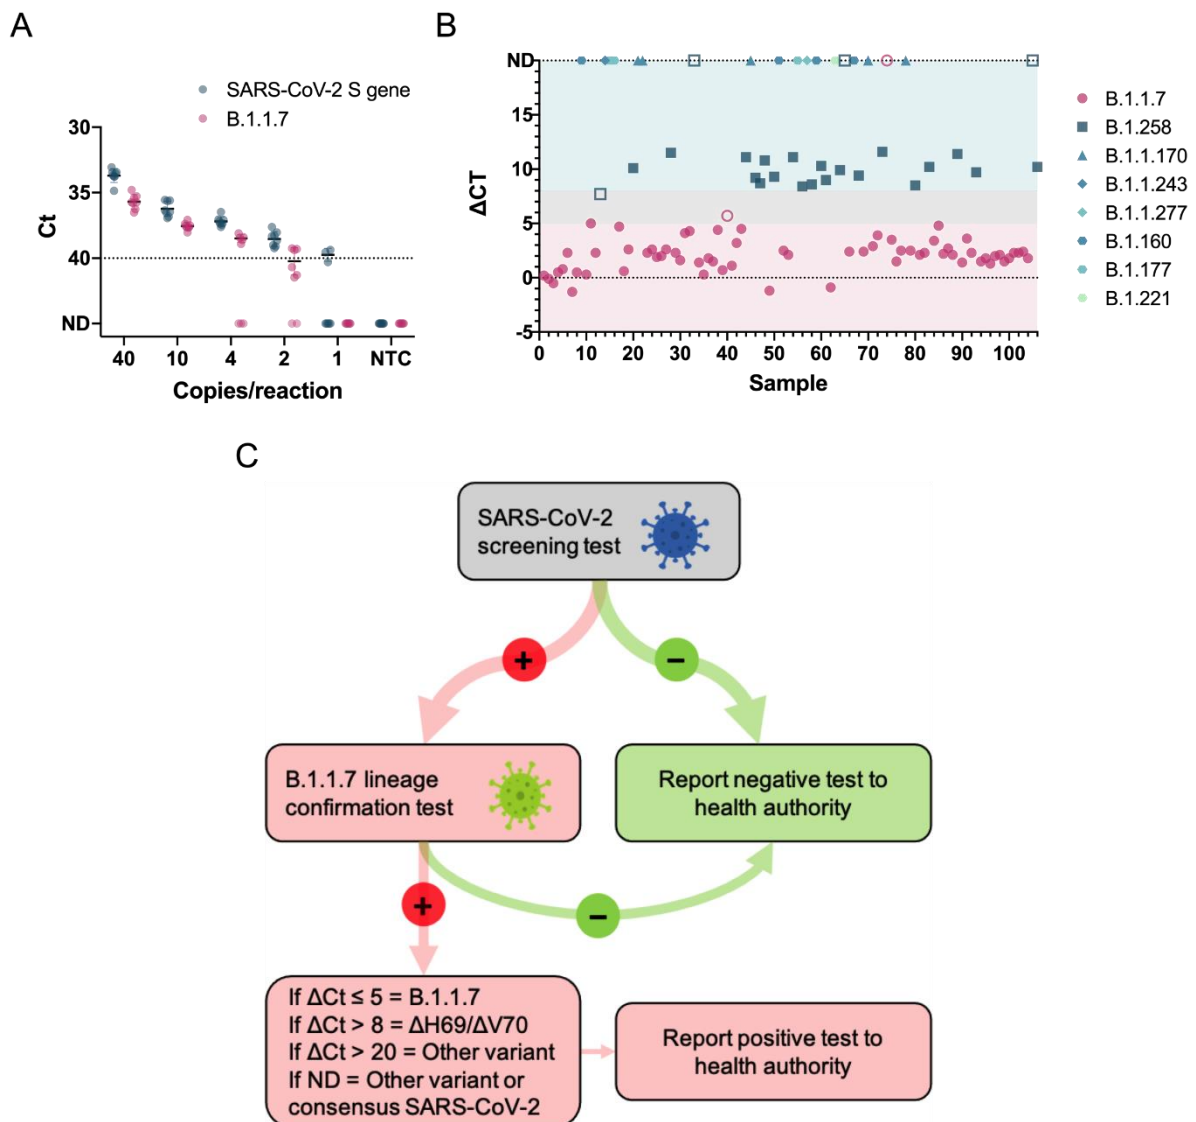 A
SARS-CoV-2 S gene
B.1.1.7
30
35
40
ND
Ct
40
10
4
2
1
NTC
Copies/reaction
B
ND
20
15
10
5
0
-5
ΔCT
0
10
20
30
40
50
60
70
80
90
100
Sample
B.1.1.7
B.1.258
B.1.1.170
B.1.1.243
B.1.1.277
B.1.160
B.1.177
B.1.221
C
SARS-CoV-2
screening test
+
−
B.1.1.7 lineage
confirmation test
Report negative test to
health authority
+
−
If ΔCt ≤ 5 = B.1.1.7
If ΔCt > 8 = ΔH69/ΔV70
If ΔCt > 20 = Other variant
If ND = Other variant or
consensus SARS-CoV-2
Report positive test to
health authority